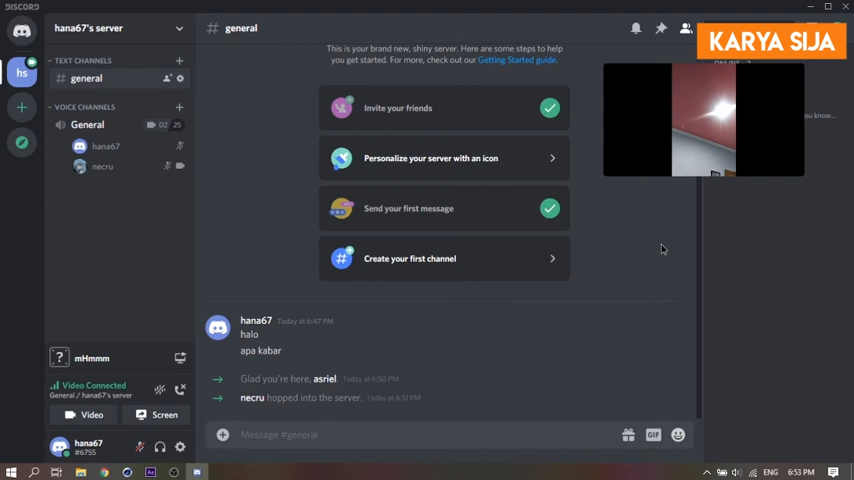 DISCORD
hana67's server
general
KARYA SIJA
This is your brand new, shiny server. Here are some steps to
help you get started. For more, check out our Getting Started guide.
TEXT CHANNELS
general
VOICE CHANNELS
General 02 25
hana67
necru
hs
Invite your friends
Personalize your server with an icon
Send your first message
Create your first channel
you know...
hana67 Today at 6:47 PM
halo
apa kabar
Glad you're here, asriel. Today at 6:50 PM
necru hopped into the server. Today at 6:51 PM
? mHmmm
Video Connected
General / hana67's server
Video Screen
hana67
#6755
Message #general
GIF
Ae
ENG 6:53 PM